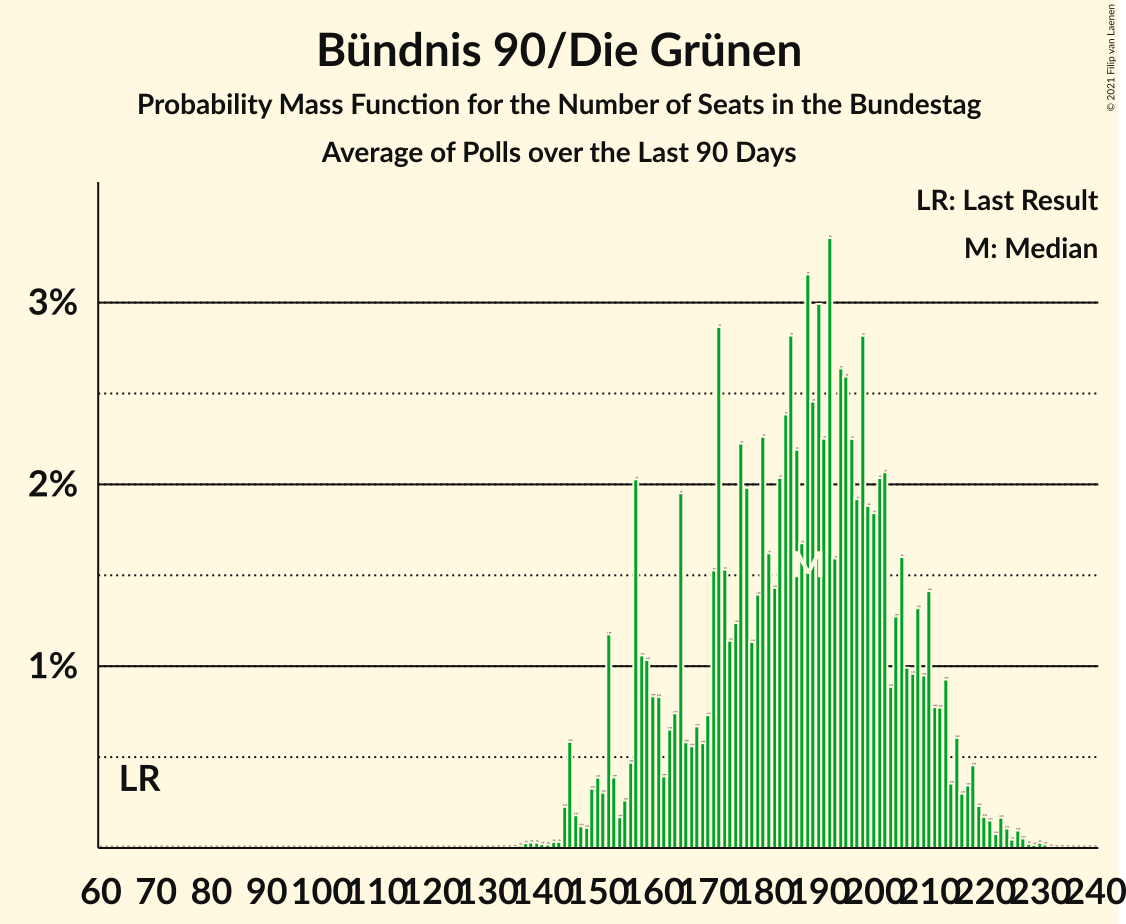 Bündnis 90/Die Grünen
Probability Mass Function for the Number of Seats in the Bundestag
Average of Polls over the Last 90 Days
© 2021 Filip van Laenen
LR: Last Result
M: Median
3%
2%
1%
M
LR
60 70 80 90 100 110 120 130 140 150 160 170 180 190 200 210 220 230 240